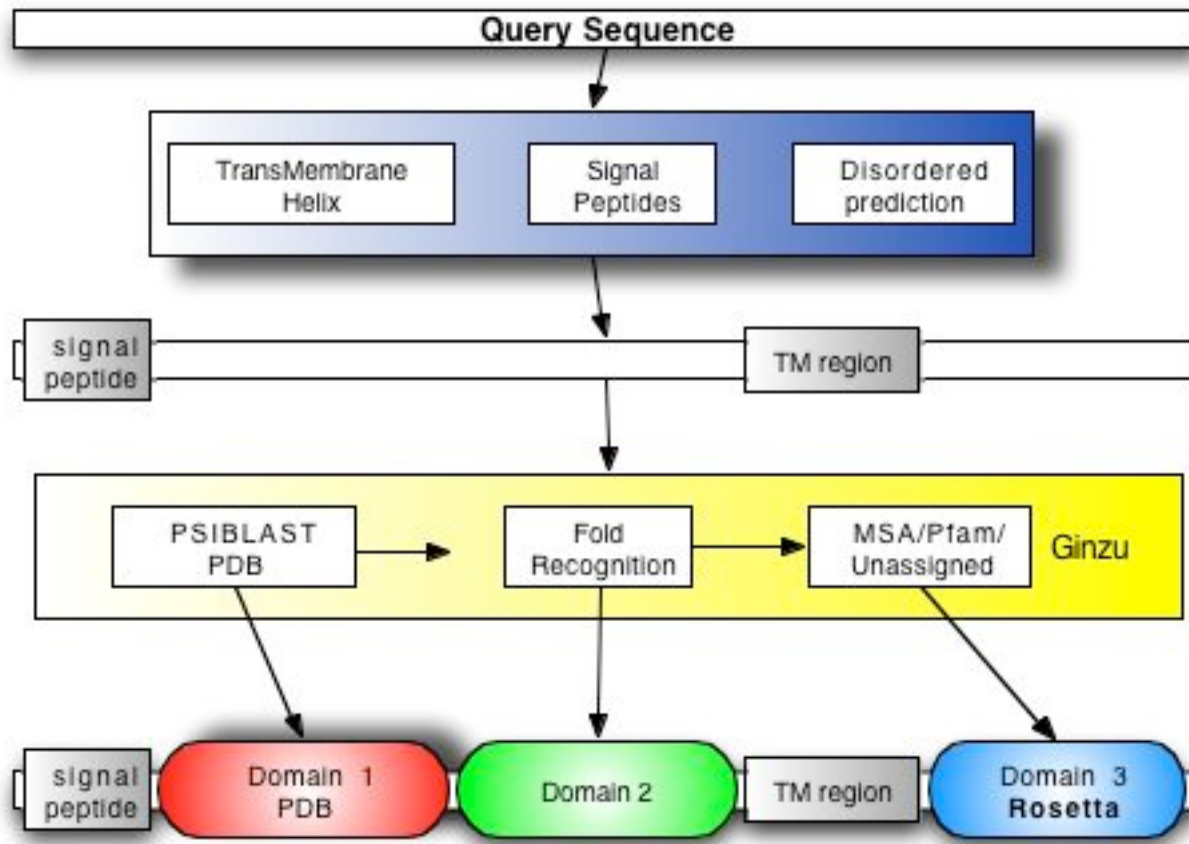 Query Sequence
TransMembrane
Helix
Signal
Peptides
Disordered
prediction
signal
peptide
TM region
PSIBLAST
PDB
Fold
Recognition
MSA/Pfam/
Unassigned
Ginzu
signal
peptide
Domain 1
PDB
Domain 2
TM region
Domain 3
Rosetta